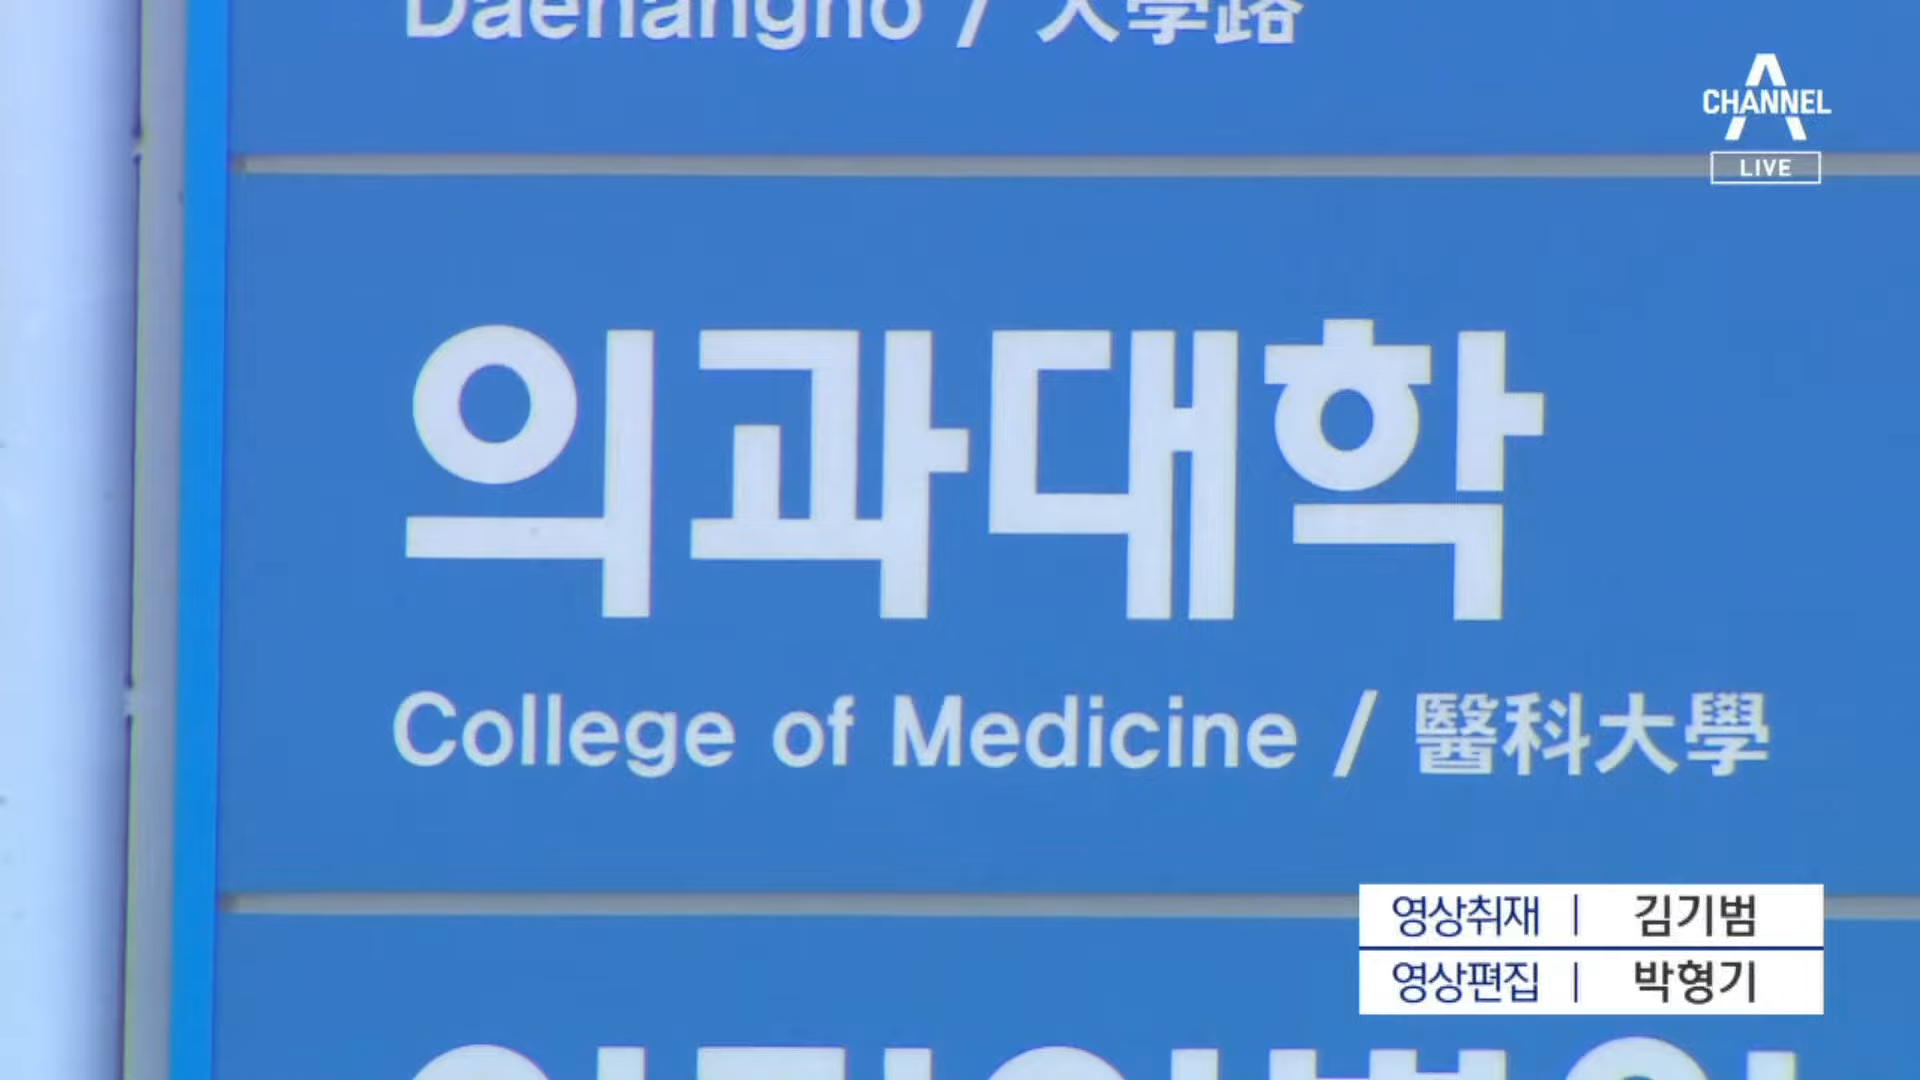 Daehangno / 大學路
CHANNEL A
LIVE
의과대학
College of Medicine / 醫科大學
영상취재 | 김기범
영상편집 | 박형기